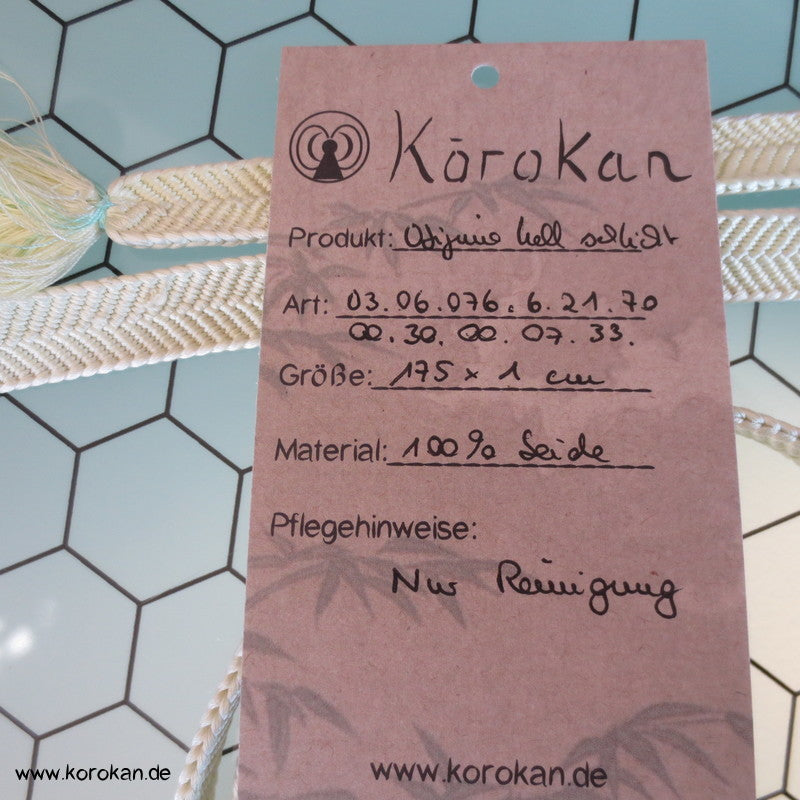 Kōrokan
Produkt: Obijime hell schlicht
Art: 03.06.076.6.21.70
00.30.00.07.33.
Größe: 175 x 1 cm
Material: 100% Seide
Pflegehinweise:
Nur Reinigung
www.korokan.de
www.korokan.de